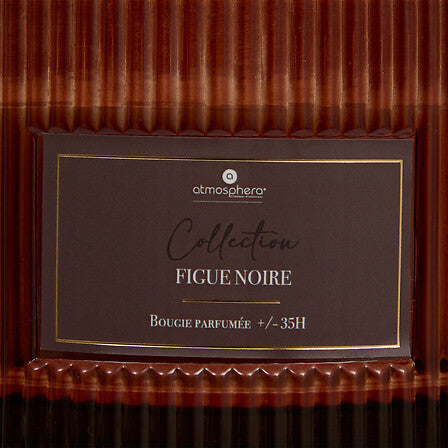 a
atmosphera®
Collection
FIGUE NOIRE
BOUGIE PARFUMÉE +/- 35H